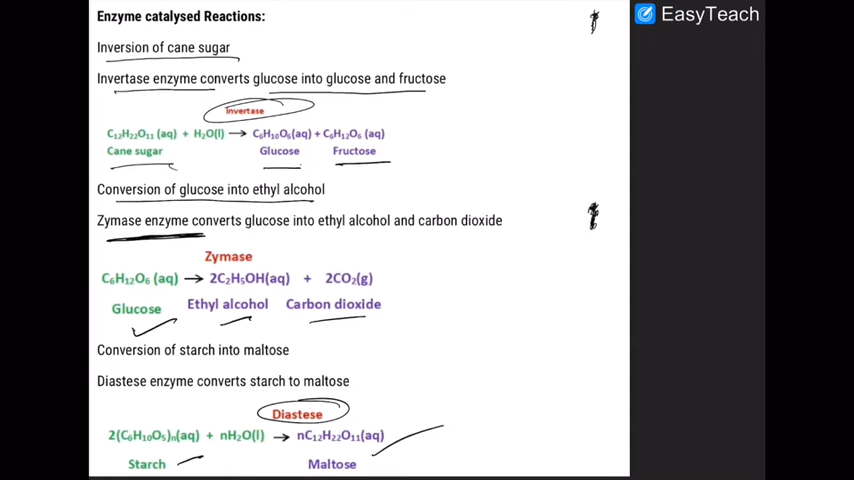 Enzyme catalysed Reactions:
EasyTeach
Inversion of cane sugar
Invertase enzyme converts glucose into glucose and fructose
Invertase
C₁₂H₂₂O₁₁ (aq) + H₂O(l) → C₆H₁₀O₆(aq) + C₆H₁₂O₆ (aq)
Cane sugar Glucose Fructose
Conversion of glucose into ethyl alcohol
Zymase enzyme converts glucose into ethyl alcohol and carbon dioxide
Zymase
C₆H₁₂O₆ (aq) → 2C₂H₅OH(aq) + 2CO₂(g)
Glucose Ethyl alcohol Carbon dioxide
Conversion of starch into maltose
Diastese enzyme converts starch to maltose
Diastese
2(C₆H₁₀O₅)ₙ(aq) + nH₂O(l) → nC₁₂H₂₂O₁₁(aq)
Starch Maltose